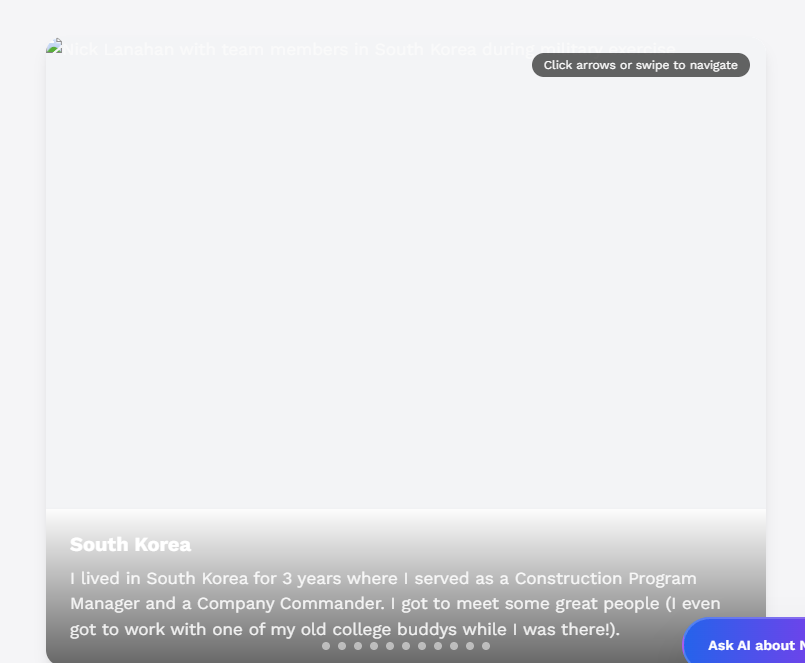 Nick Lanahan with team members in South Korea during military exercise
Click arrows or swipe to navigate
South Korea
I lived in South Korea for 3 years where I served as a Construction Program
Manager and a Company Commander. I got to meet some great people (I even
got to work with one of my old college buddys while I was there!).
Ask AI about N